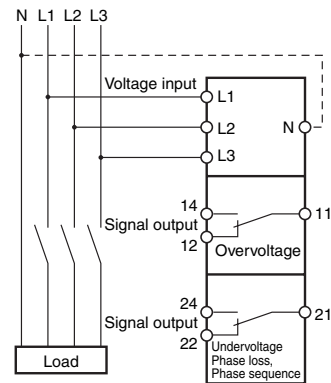 N L1 L2 L3
Voltage input
L1
L2
N
L3
14
11
Signal output
12
Overvoltage
24
21
Signal output
22
Undervoltage
Phase loss,
Phase sequence
Load